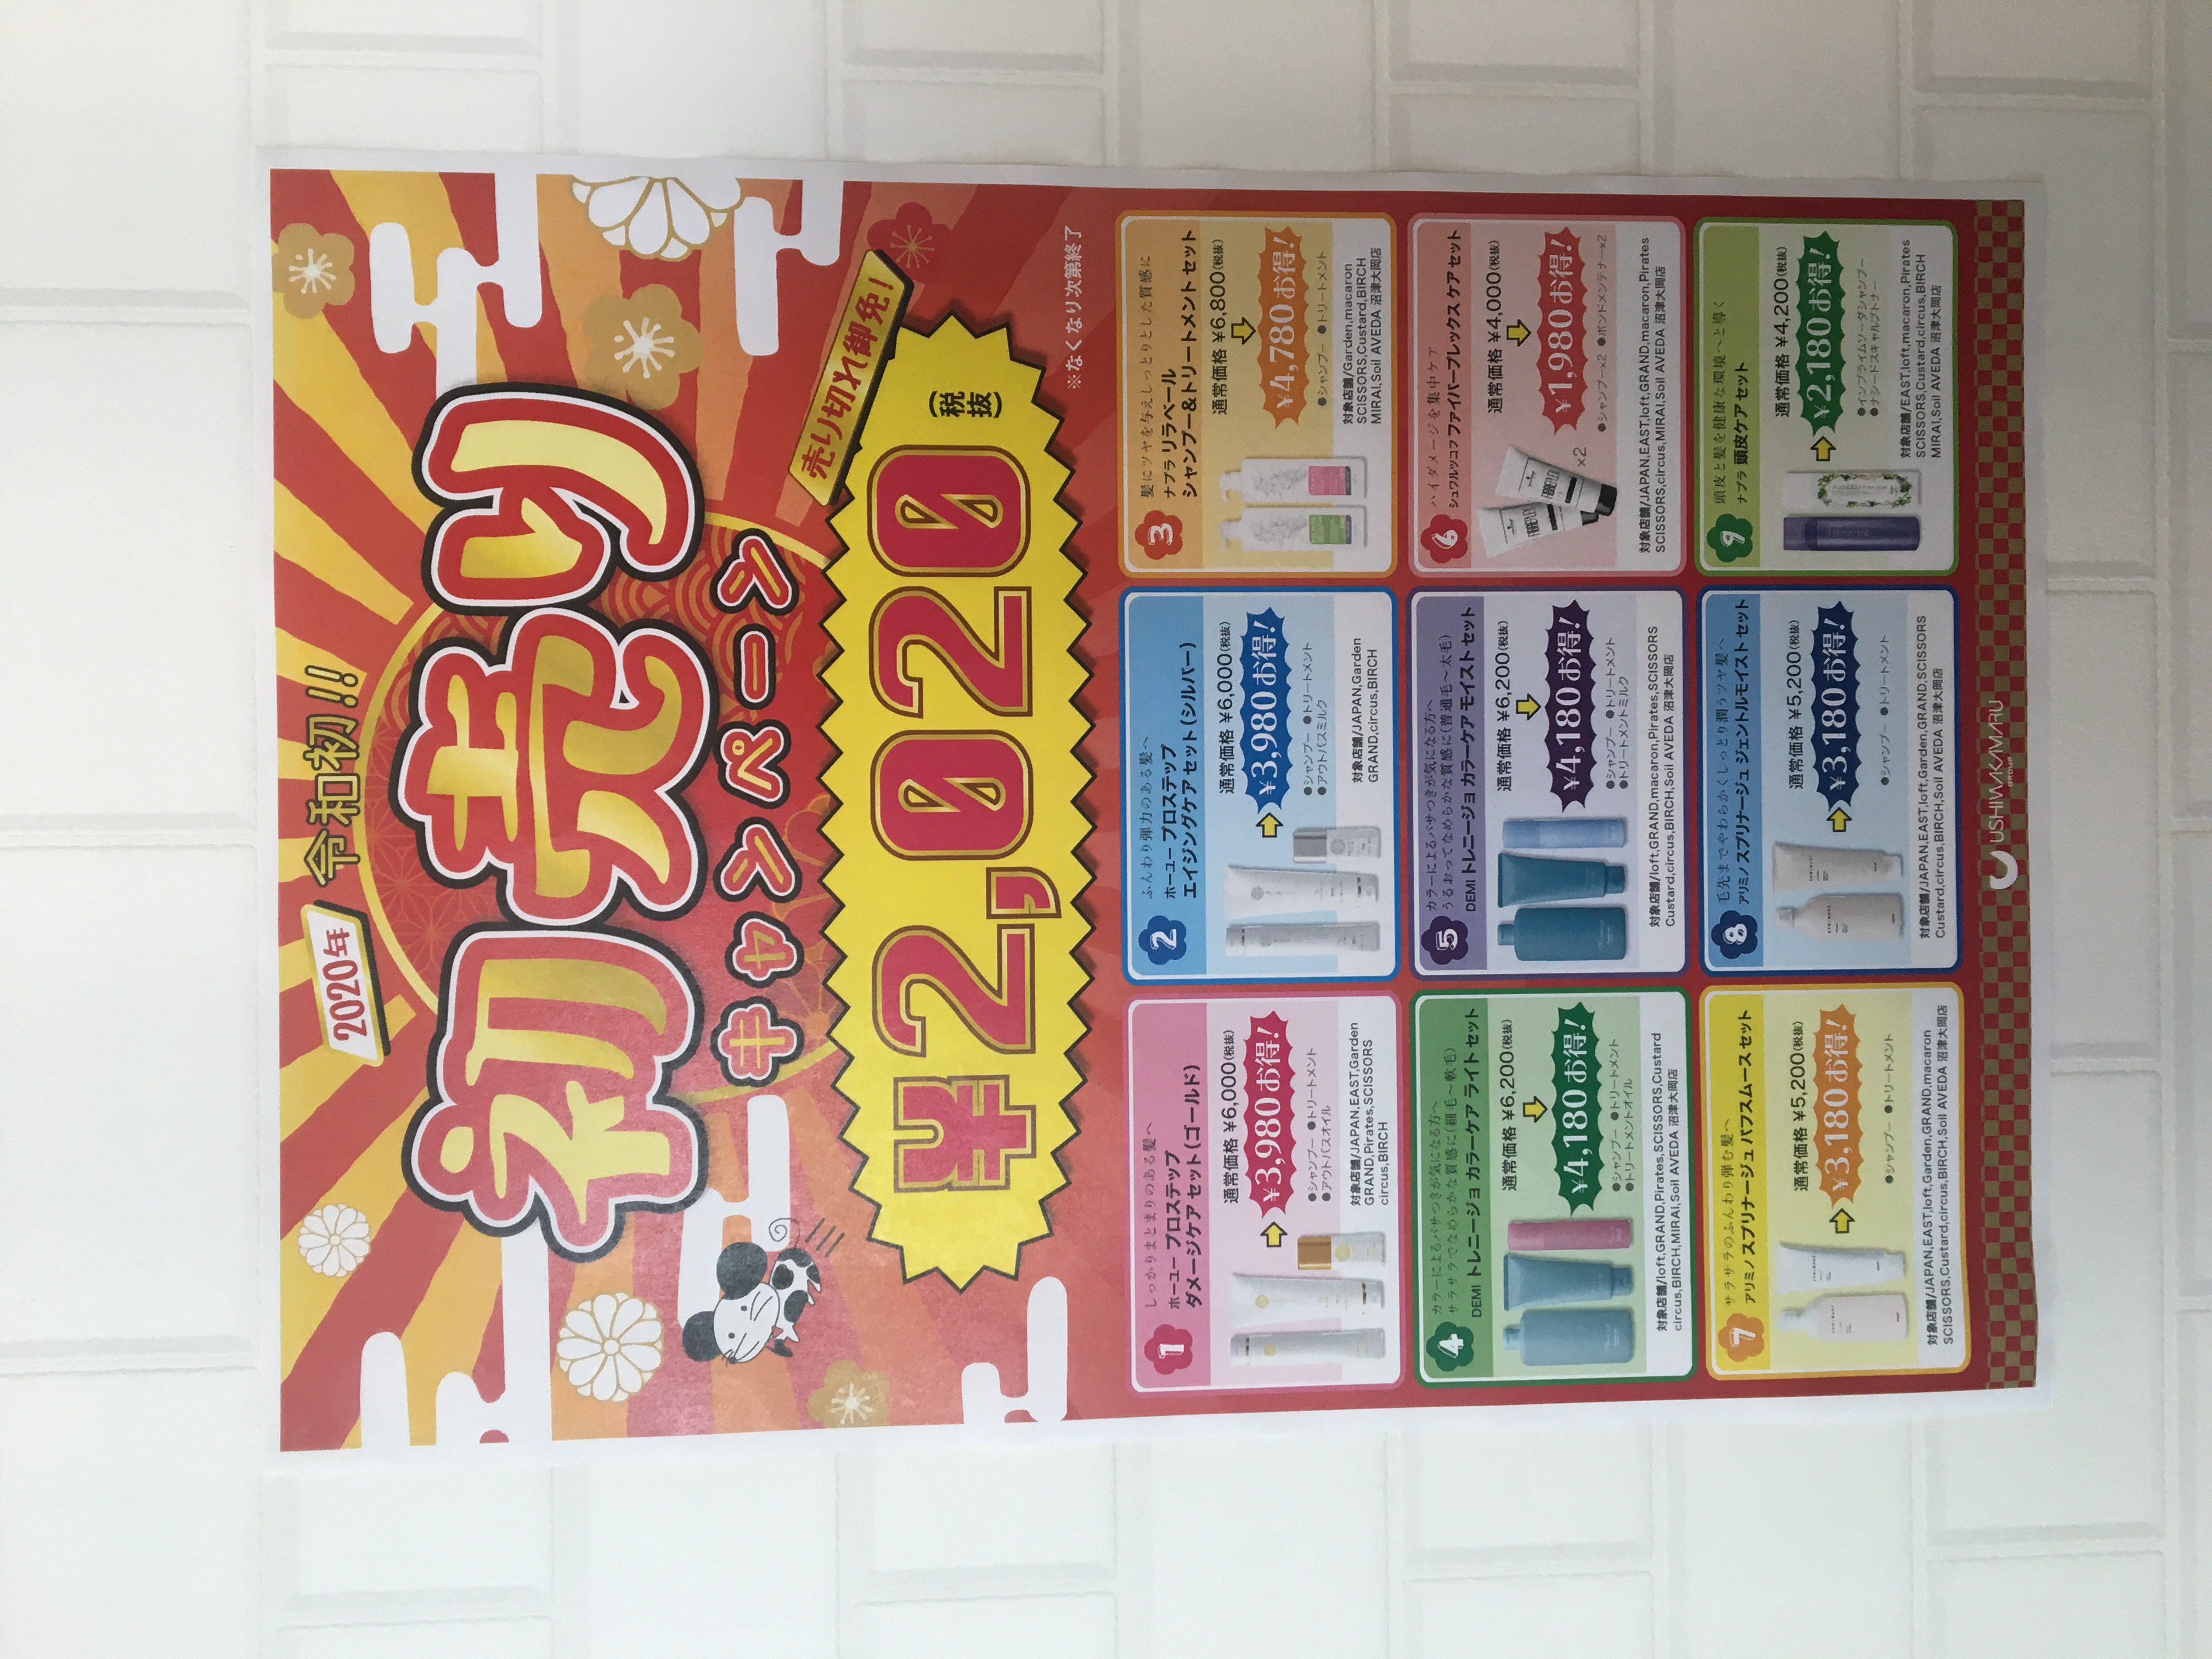 2020年
令和初!!
初売り
キャンペーン
売り切れ御免!
¥2,020(税抜)
※なくなり次第終了
1
しっかりまとまりのある髪へ
ホーユー プロステップ
ダメージケア セット(ゴールド)
通常価格 ¥6,000(税抜)
¥3,980お得!
●シャンプー ●トリートメント
●アウトバスオイル
対象店舗/JAPAN,EAST,Garden
GRAND,Pirates,SCISSORS
circus,BIRCH
2
ふんわり弾力のある髪へ
ホーユー プロステップ
エイジングケア セット(シルバー)
通常価格 ¥6,000(税抜)
¥3,980お得!
●シャンプー ●トリートメント
●アウトバスミルク
対象店舗/JAPAN,Garden
GRAND,circus,BIRCH
3
髪にツヤを与えしっとりとした質感に
ナプラ リラベール
シャンプー&トリートメント セット
通常価格 ¥6,800(税抜)
¥4,780お得!
●シャンプー ●トリートメント
対象店舗/Garden,macaron
SCISSORS,Custard,BIRCH
MIRAI,Soil AVEDA 沼津大岡店
4
カラーによるパサつきが気になる方へ
サラサラでなめらかな質感に(細毛〜軟毛)
DEMI トレニージョ カラーケア ライトセット
通常価格 ¥6,200(税抜)
¥4,180お得!
●シャンプー ●トリートメント
●トリートメントオイル
対象店舗/loft,GRAND,Pirates,SCISSORS,Custard
circus,BIRCH,MIRAI,Soil AVEDA 沼津大岡店
5
カラーによるパサつきが気になる方へ
うるおってなめらかな質感に(普通毛〜太毛)
DEMI トレニージョ カラーケア モイストセット
通常価格 ¥6,200(税抜)
¥4,180お得!
●シャンプー ●トリートメント
●トリートメントミルク
対象店舗/loft,GRAND,macaron,Pirates,SCISSORS
Custard,circus,BIRCH,Soil AVEDA 沼津大岡店
6
ハイダメージを集中ケア
シュワルツコフ ファイバープレックス ケア セット
通常価格 ¥4,000(税抜)
¥1,980お得!
×2
●シャンプー×2 ●ボンドメンテナー×2
対象店舗/JAPAN,EAST,loft,GRAND,macaron,Pirates
SCISSORS,circus,MIRAI,Soil AVEDA 沼津大岡店
7
サラサラのふんわり弾む髪へ
アリミノ スプリナージュ パフスムース セット
通常価格 ¥5,200(税抜)
¥3,180お得!
●シャンプー ●トリートメント
対象店舗/JAPAN,EAST,loft,Garden,GRAND,macaron
SCISSORS,Custard,circus,BIRCH,Soil AVEDA 沼津大岡店
8
毛先までやわらかくしっとり潤うツヤ髪へ
アリミノ スプリナージュ ジェントルモイスト セット
通常価格 ¥5,200(税抜)
¥3,180お得!
●シャンプー ●トリートメント
対象店舗/JAPAN,EAST,loft,Garden,GRAND,SCISSORS
Custard,circus,BIRCH,Soil AVEDA 沼津大岡店
9
頭皮と髪を健康な環境へと導く
ナプラ 頭皮ケアセット
通常価格 ¥4,200(税抜)
¥2,180お得!
●インプライムソーダシャンプー
●ナシードスキャルプトナー
対象店舗/EAST,loft,macaron,Pirates
SCISSORS,Custard,circus,BIRCH
MIRAI,Soil AVEDA 沼津大岡店
USHIWAKAMARU
group